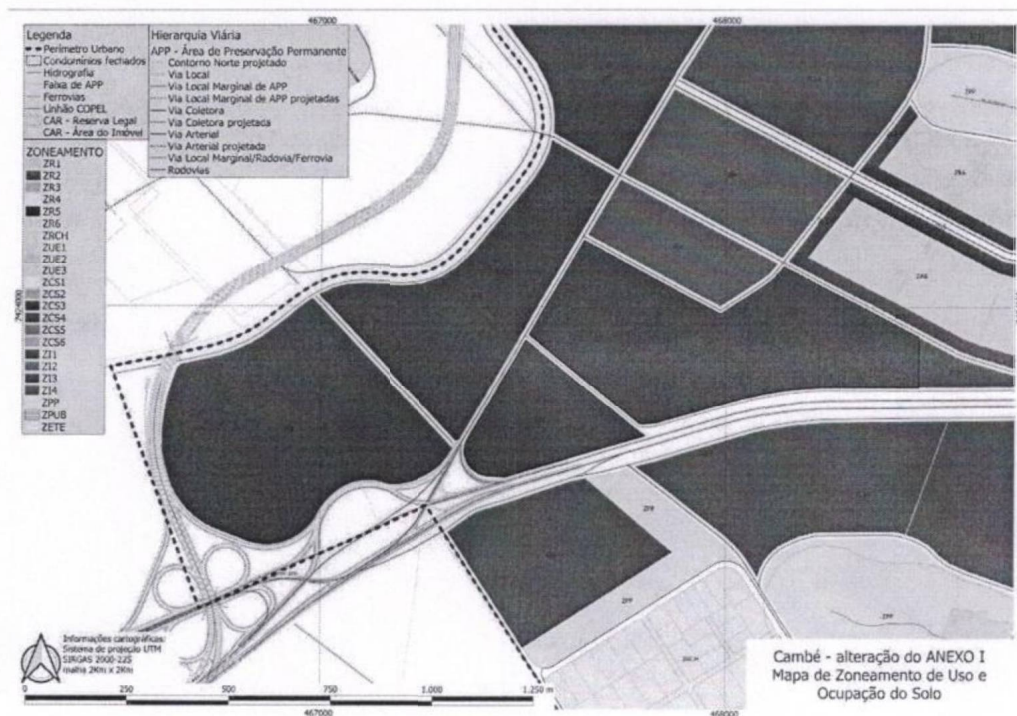 467000
468000
Legenda
Perímetro Urbano
Condomínios fechados
Hidrografia
Faixa de APP
Ferrovias
Linhão COPEL
CAR - Reserva Legal
CAR - Área do Imóvel
Hierarquia Viária
APP - Área de Preservação Permanente
Contorno Norte projetado
Via Local
Via Local Marginal de APP
Via Local Marginal de APP projetadas
Via Coletora
Via Coletora projetada
Via Arterial
Via Arterial projetada
Via Local Marginal/Rodovia/Ferrovia
Rodovias
ZONEAMENTO
ZR1
ZR2
ZR3
ZR4
ZR5
ZR6
ZRCH
ZUE1
ZUE2
ZUE3
ZCS1
ZCS2
ZCS3
ZCS4
ZCS5
ZCS6
ZI1
ZI2
ZI3
ZI4
ZPP
ZPUB
ZETE
7424000
ZPP
ZPP
ZPP
Informações cartográficas:
Sistema de projeção UTM
SIRGAS 2000-22S
malha 2Km x 2Km
0 250 500 750 1.000 1.250 m
Cambé - alteração do ANEXO I
Mapa de Zoneamento de Uso e
Ocupação do Solo
467000
468000